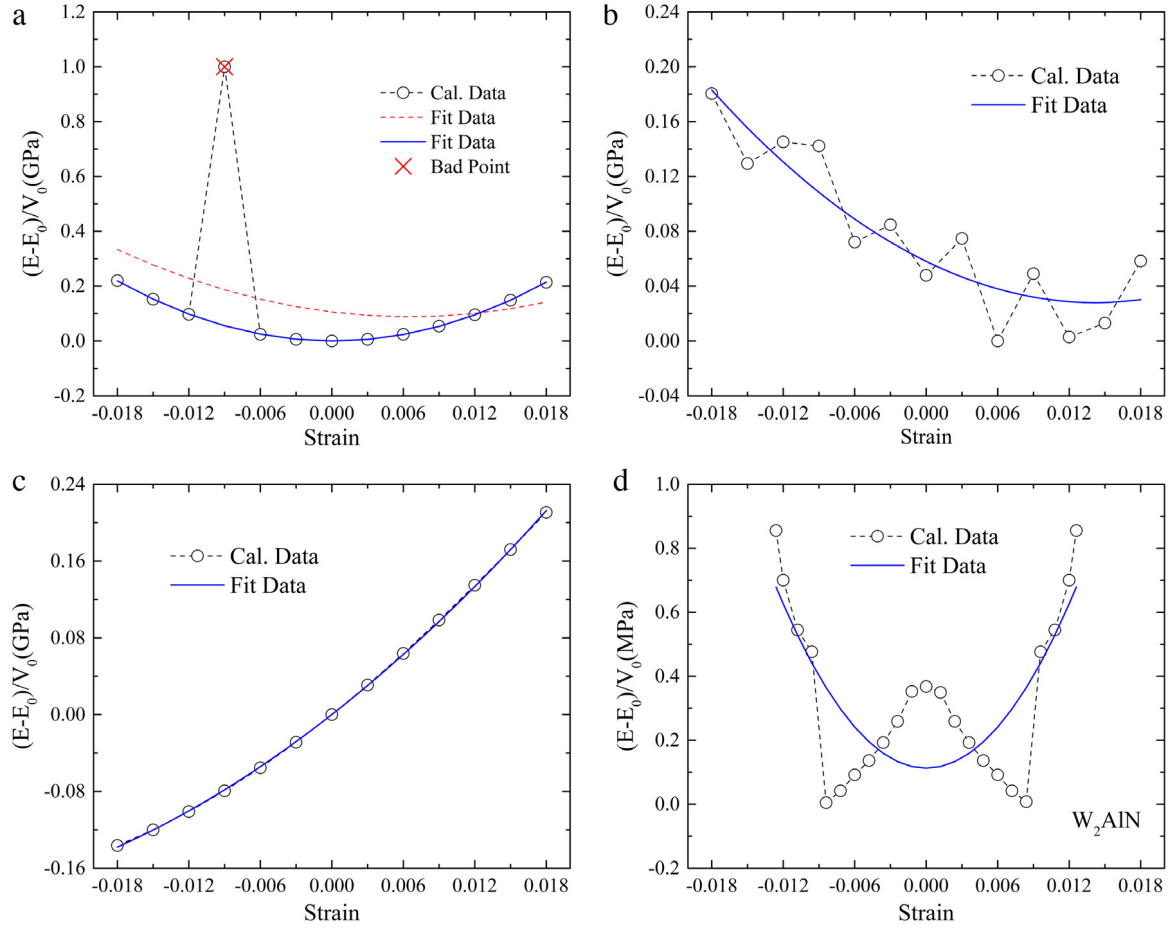 a
(E-E0)/V0(GPa)
1.0
0.8
0.6
0.4
0.2
0.0
-0.2
Cal. Data
Fit Data
Fit Data
Bad Point
-0.018 -0.012 -0.006 0.000 0.006 0.012 0.018
Strain
b
(E-E0)/V0(GPa)
0.24
0.20
0.16
0.12
0.08
0.04
0.00
-0.04
Cal. Data
Fit Data
-0.018 -0.012 -0.006 0.000 0.006 0.012 0.018
Strain
c
(E-E0)/V0(GPa)
0.24
0.16
0.08
0.00
-0.08
-0.16
Cal. Data
Fit Data
-0.018 -0.012 -0.006 0.000 0.006 0.012 0.018
Strain
d
(E-E0)/V0(MPa)
1.0
0.8
0.6
0.4
0.2
0.0
-0.2
Cal. Data
Fit Data
W2AlN
-0.018 -0.012 -0.006 0.000 0.006 0.012 0.018
Strain